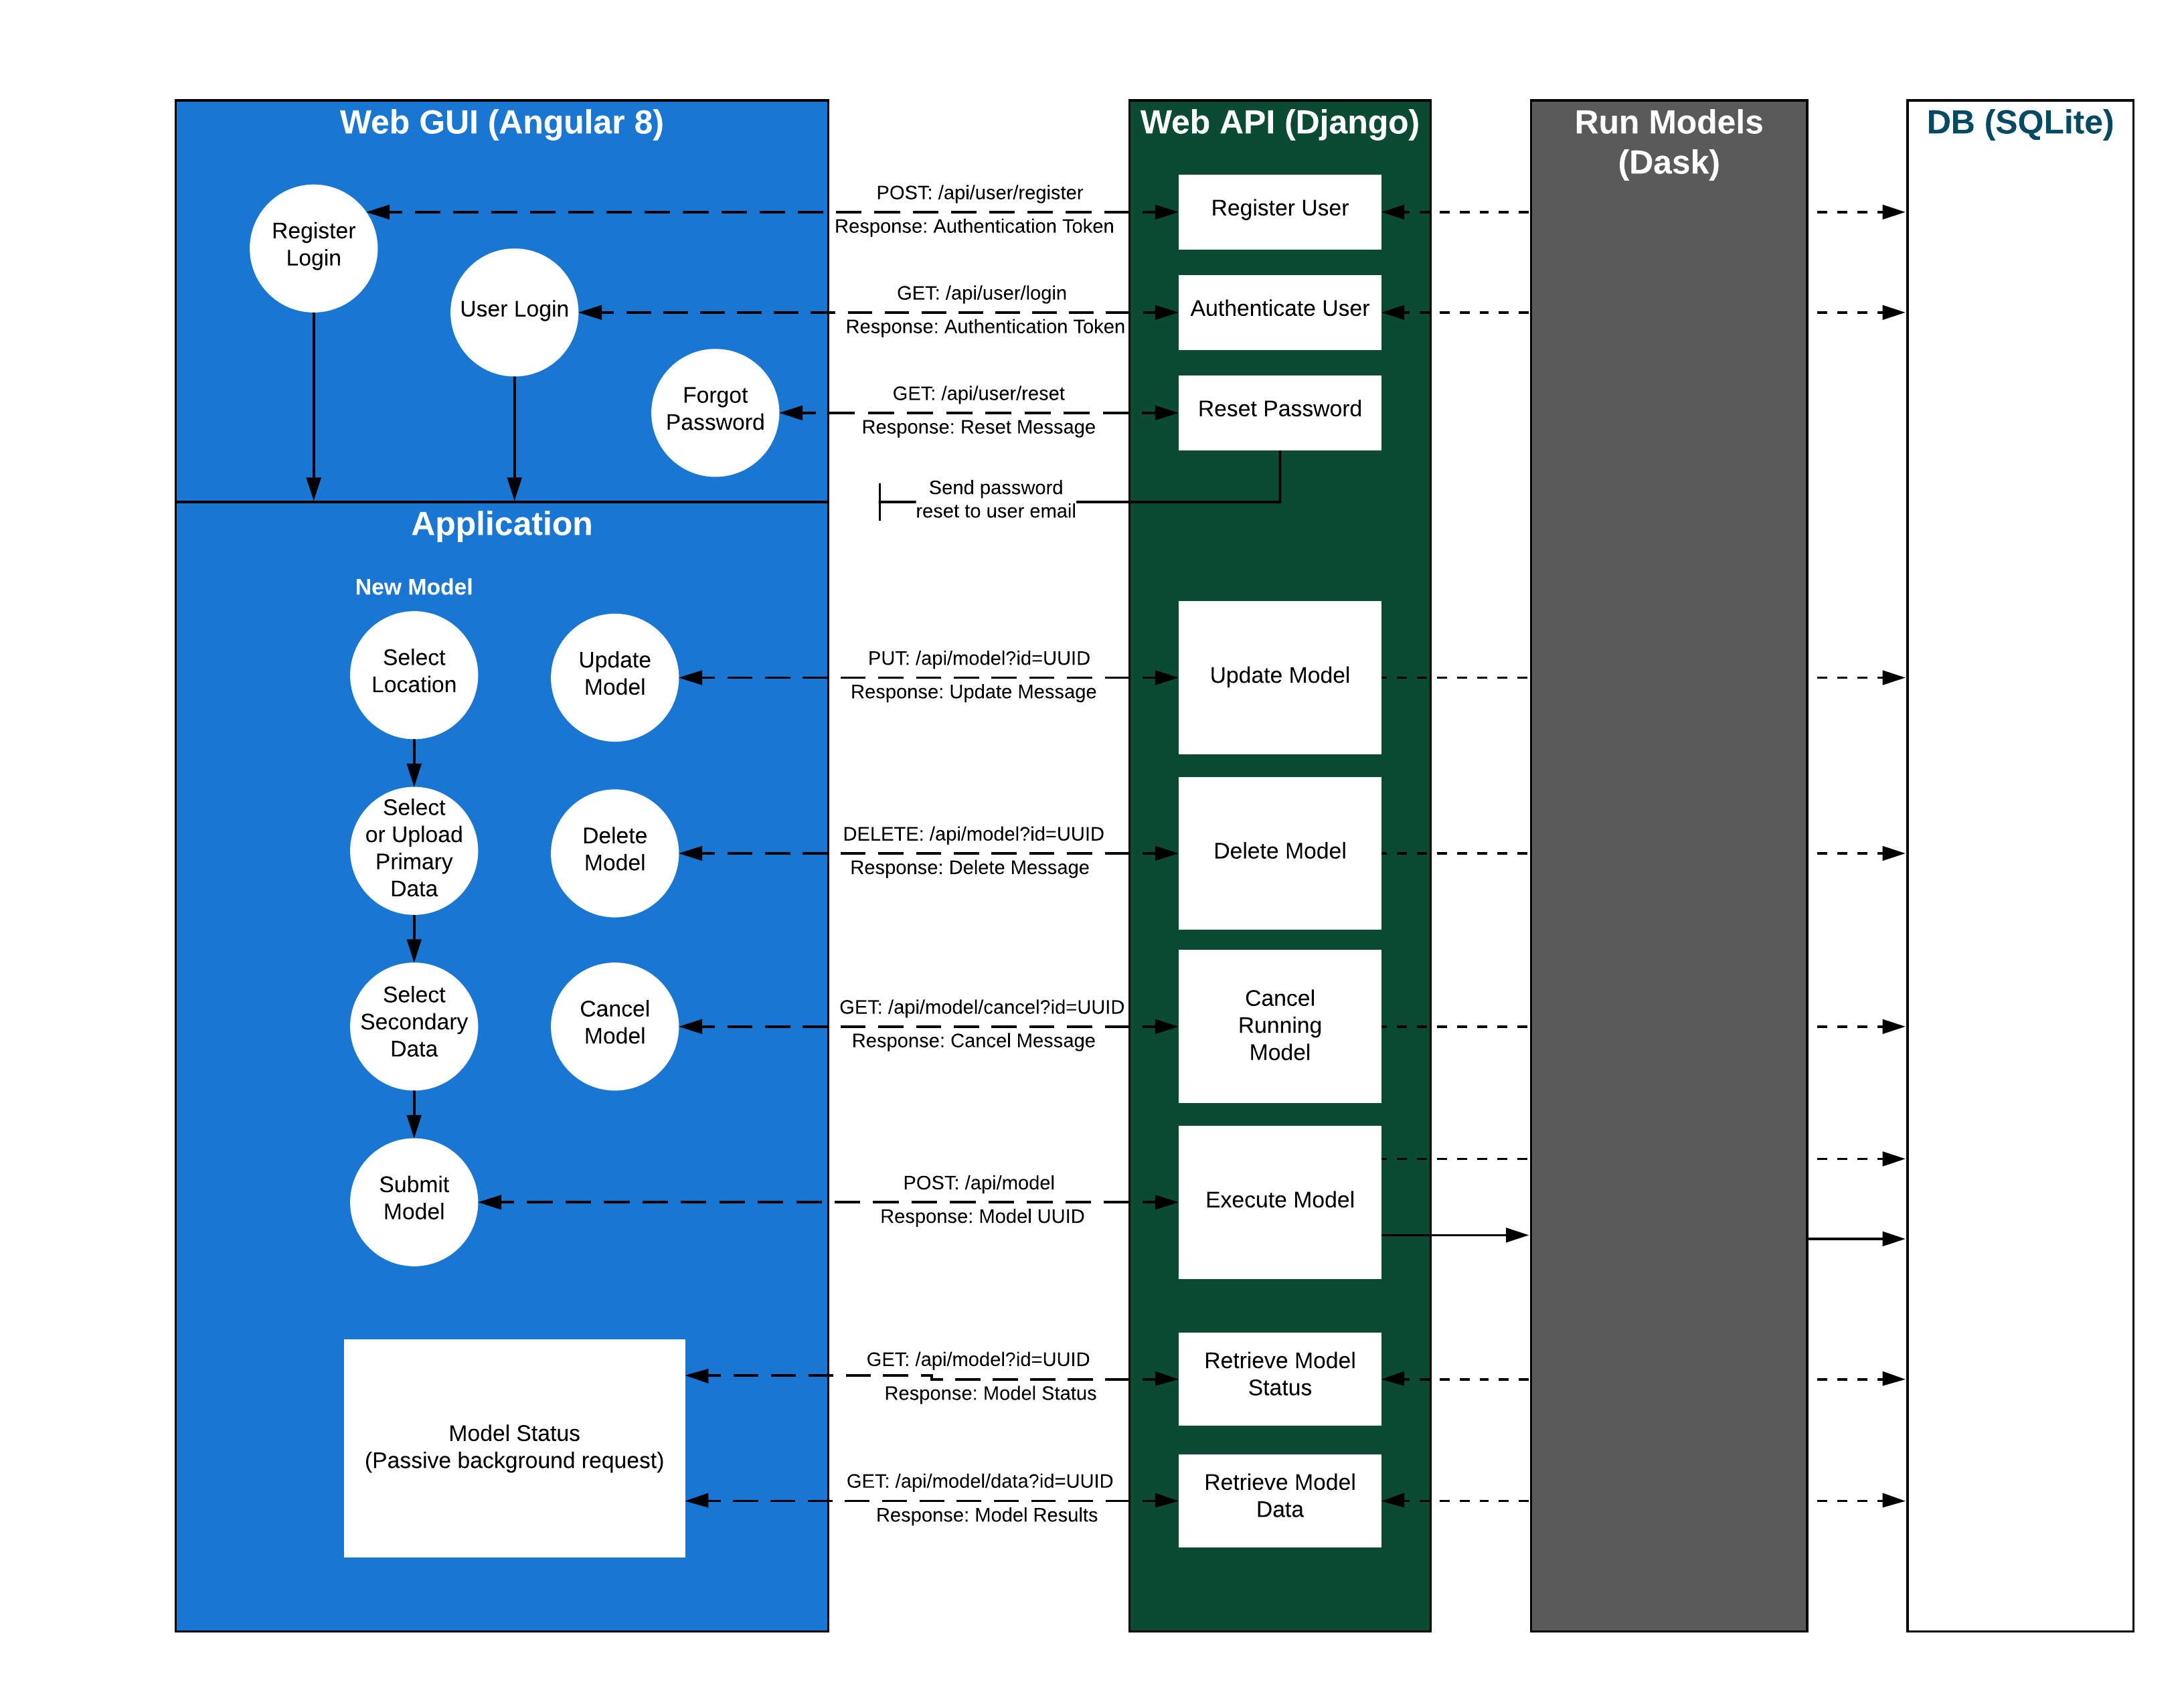 Web GUI (Angular 8)
Web API (Django)
Run Models
(Dask)
DB (SQLite)
Register
Login
POST: /api/user/register
Response: Authentication Token
Register User
User Login
GET: /api/user/login
Response: Authentication Token
Authenticate User
Forgot
Password
GET: /api/user/reset
Response: Reset Message
Reset Password
Send password
reset to user email
Application
New Model
Select
Location
Update
Model
PUT: /api/model?id=UUID
Response: Update Message
Update Model
Select
or Upload
Primary
Data
Delete
Model
DELETE: /api/model?id=UUID
Response: Delete Message
Delete Model
Select
Secondary
Data
Cancel
Model
GET: /api/model/cancel?id=UUID
Response: Cancel Message
Cancel
Running
Model
Submit
Model
POST: /api/model
Response: Model UUID
Execute Model
Model Status
(Passive background request)
GET: /api/model?id=UUID
Response: Model Status
Retrieve Model
Status
GET: /api/model/data?id=UUID
Response: Model Results
Retrieve Model
Data